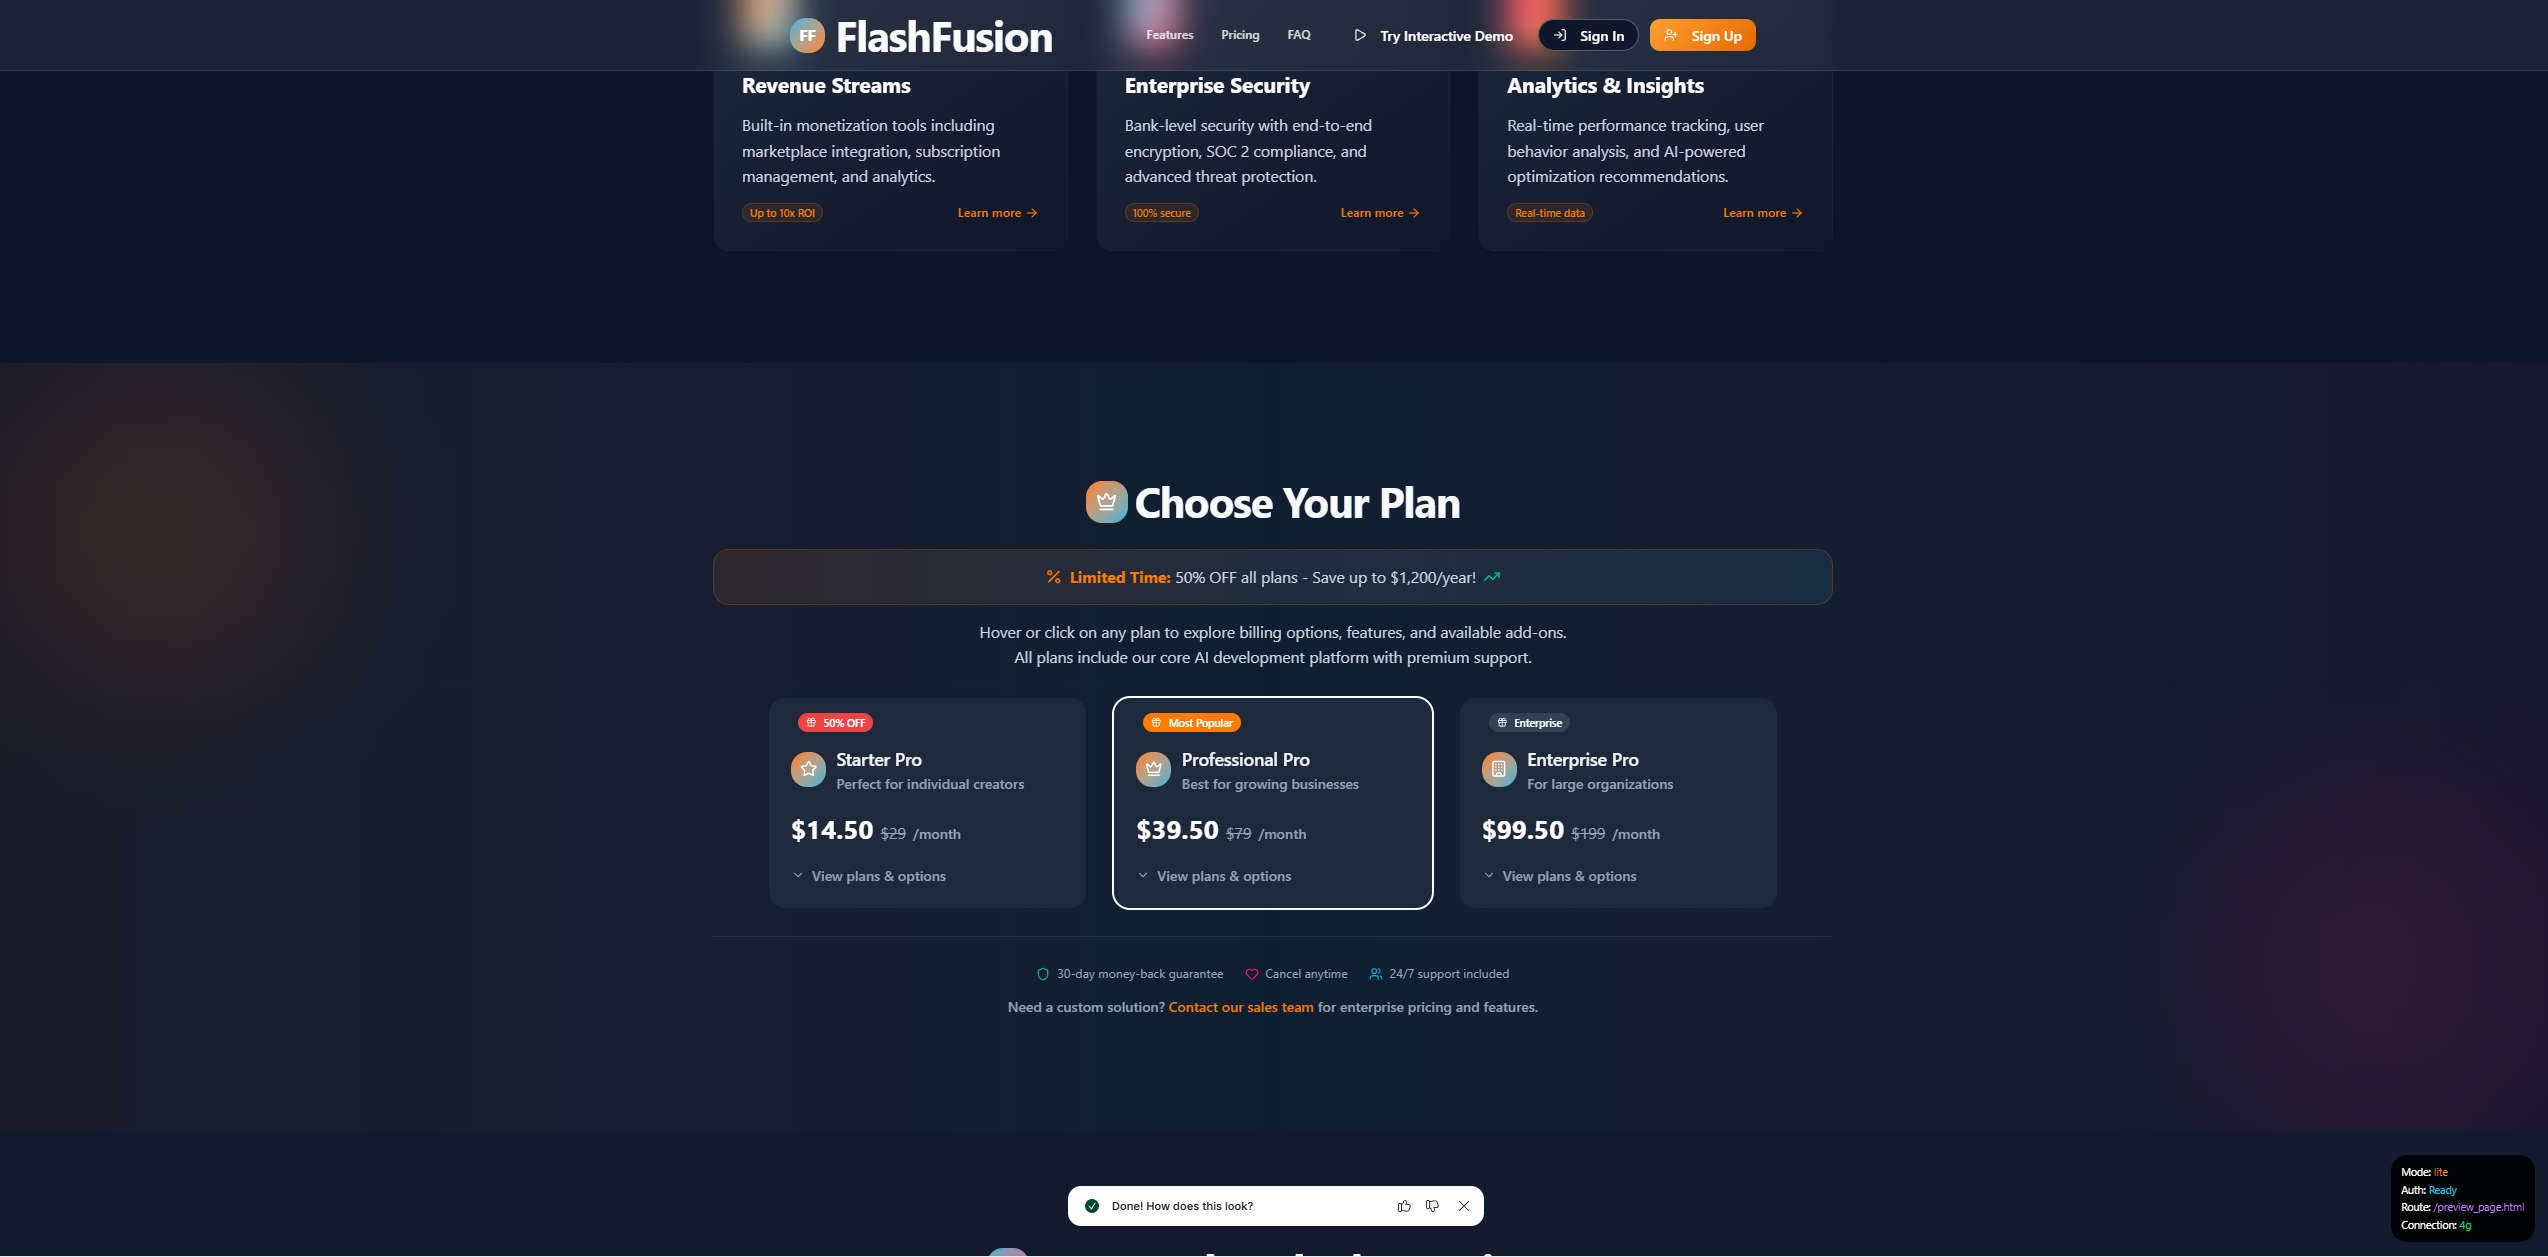 FF FlashFusion
Features Pricing FAQ Try Interactive Demo Sign In Sign Up
Revenue Streams
Built-in monetization tools including
marketplace integration, subscription
management, and analytics.
Up to 10x ROI Learn more →
Enterprise Security
Bank-level security with end-to-end
encryption, SOC 2 compliance, and
advanced threat protection.
100% secure Learn more →
Analytics & Insights
Real-time performance tracking, user
behavior analysis, and AI-powered
optimization recommendations.
Real-time data Learn more →
Choose Your Plan
Limited Time: 50% OFF all plans - Save up to $1,200/year!
Hover or click on any plan to explore billing options, features, and available add-ons.
All plans include our core AI development platform with premium support.
50% OFF
Starter Pro
Perfect for individual creators
$14.50 $29 /month
View plans & options
Most Popular
Professional Pro
Best for growing businesses
$39.50 $79 /month
View plans & options
Enterprise
Enterprise Pro
For large organizations
$99.50 $199 /month
View plans & options
30-day money-back guarantee Cancel anytime 24/7 support included
Need a custom solution? Contact our sales team for enterprise pricing and features.
Done! How does this look?
Mode: lite
Auth: Ready
Route: /preview_page.html
Connection: 4g